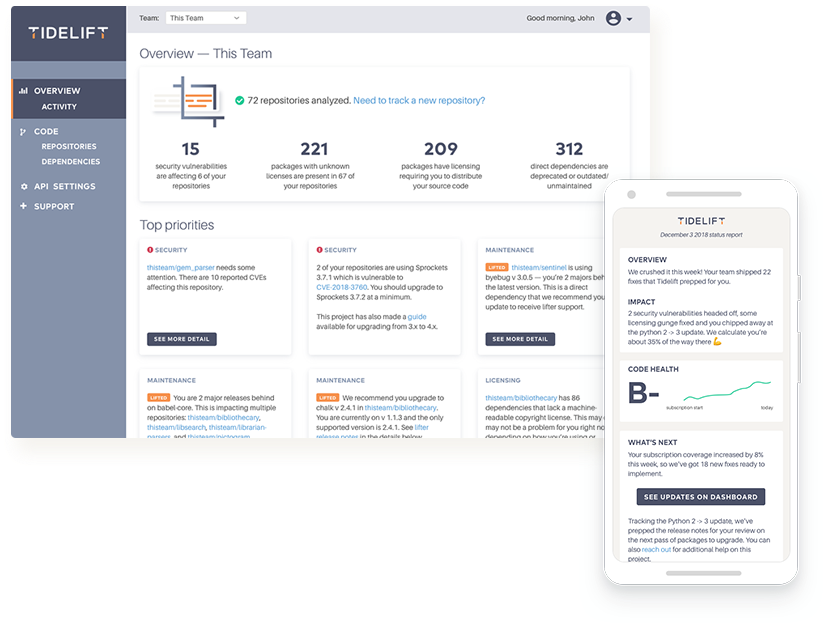 TIDELIFT
Team:
This Team
Good morning, John
OVERVIEW
ACTIVITY
CODE
REPOSITORIES
DEPENDENCIES
API SETTINGS
SUPPORT
Overview — This Team
72 repositories analyzed. Need to track a new repository?
15
security vulnerabilities
are affecting 6 of your
repositories
221
packages with unknown
licenses are present in 67 of
your repositories
209
packages have licensing
requiring you to distribute
your source code
312
direct dependencies are
deprecated or outdated/
unmaintained
Top priorities
SECURITY
thisteam/gem_parser needs some
attention. There are 10 reported CVEs
affecting this repository.
SEE MORE DETAIL
SECURITY
2 of your repositories are using Sprockets
3.7.1 which is vulnerable to
CVE-2018-3760. You should upgrade to
Sprockets 3.7.2 at a minimum.
This project has also made a guide
available for upgrading from 3.x to 4.x.
MAINTENANCE
LIFTED thisteam/sentinel is using
byebug v 3.0.5 — you're 2 majors beh
the latest version. This is a direct
dependency that we recommend you
update to receive lifter support.
SEE MORE DETAIL
MAINTENANCE
LIFTED You are 2 major releases behind
on babel-core. This is impacting multiple
repositories: thisteam/bibliothecary,
thisteam/libsearch, thisteam/librarian-
parsers, and thisteam/pictogram
MAINTENANCE
LIFTED We recommend you upgrade to
chalk v 2.4.1 in thisteam/bibliothecary.
You are currently on v 1.1.3 and the only
supported version is 2.4.1. See lifter
release notes in the details below
LICENSING
thisteam/bibliothecary has 86
dependencies that lack a machine-
readable copyright license. This may
may not be a problem for you right no
depending on how you're using or
TIDELIFT
December 3 2018 status report
OVERVIEW
We crushed it this week! Your team shipped 22
fixes that Tidelift prepped for you.
IMPACT
2 security vulnerabilities headed off, some
licensing gunge fixed and you chipped away at
the python 2 -> 3 update. We calculate you're
about 35% of the way there 💪
CODE HEALTH
B-
subscription start
today
WHAT'S NEXT
Your subscription coverage increased by 8%
this week, so we've got 18 new fixes ready to
implement.
SEE UPDATES ON DASHBOARD
Tracking the Python 2 -> 3 update, we've
prepped the release notes for your review on
the next pass of packages to upgrade. You can
also reach out for additional help on this
project.